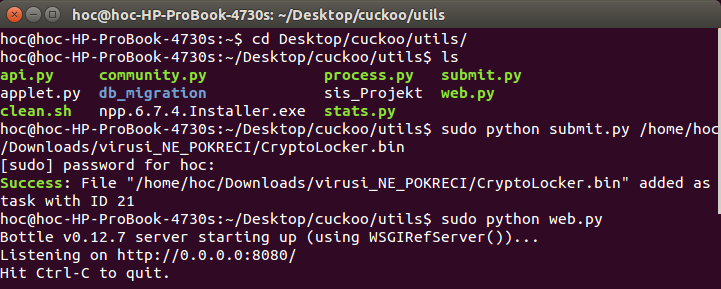 hoc@hoc-HP-ProBook-4730s: ~/Desktop/cuckoo/utils
hoc@hoc-HP-ProBook-4730s:~$ cd Desktop/cuckoo/utils/
hoc@hoc-HP-ProBook-4730s:~/Desktop/cuckoo/utils$ ls
api.py community.py process.py submit.py
applet.py db_migration sis_Projekt web.py
clean.sh npp.6.7.4.Installer.exe stats.py
hoc@hoc-HP-ProBook-4730s:~/Desktop/cuckoo/utils$ sudo python submit.py /home/hoc
/Downloads/virusi_NE_POKRECI/CryptoLocker.bin
[sudo] password for hoc:
Success: File "/home/hoc/Downloads/virusi_NE_POKRECI/CryptoLocker.bin" added as
task with ID 21
hoc@hoc-HP-ProBook-4730s:~/Desktop/cuckoo/utils$ sudo python web.py
Bottle v0.12.7 server starting up (using WSGIRefServer())...
Listening on http://0.0.0.0:8080/
Hit Ctrl-C to quit.